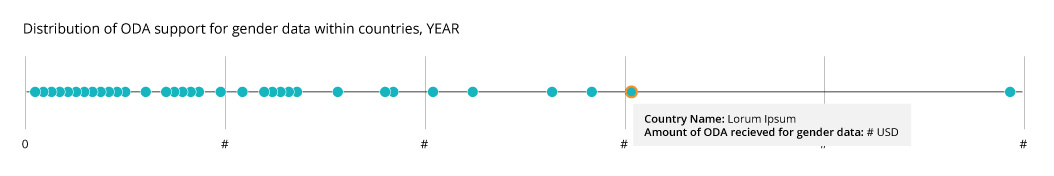 Distribution of ODA support for gender data within countries, YEAR
Country Name: Lorum Ipsum
Amount of ODA recieved for gender data: # USD
0 # # # #